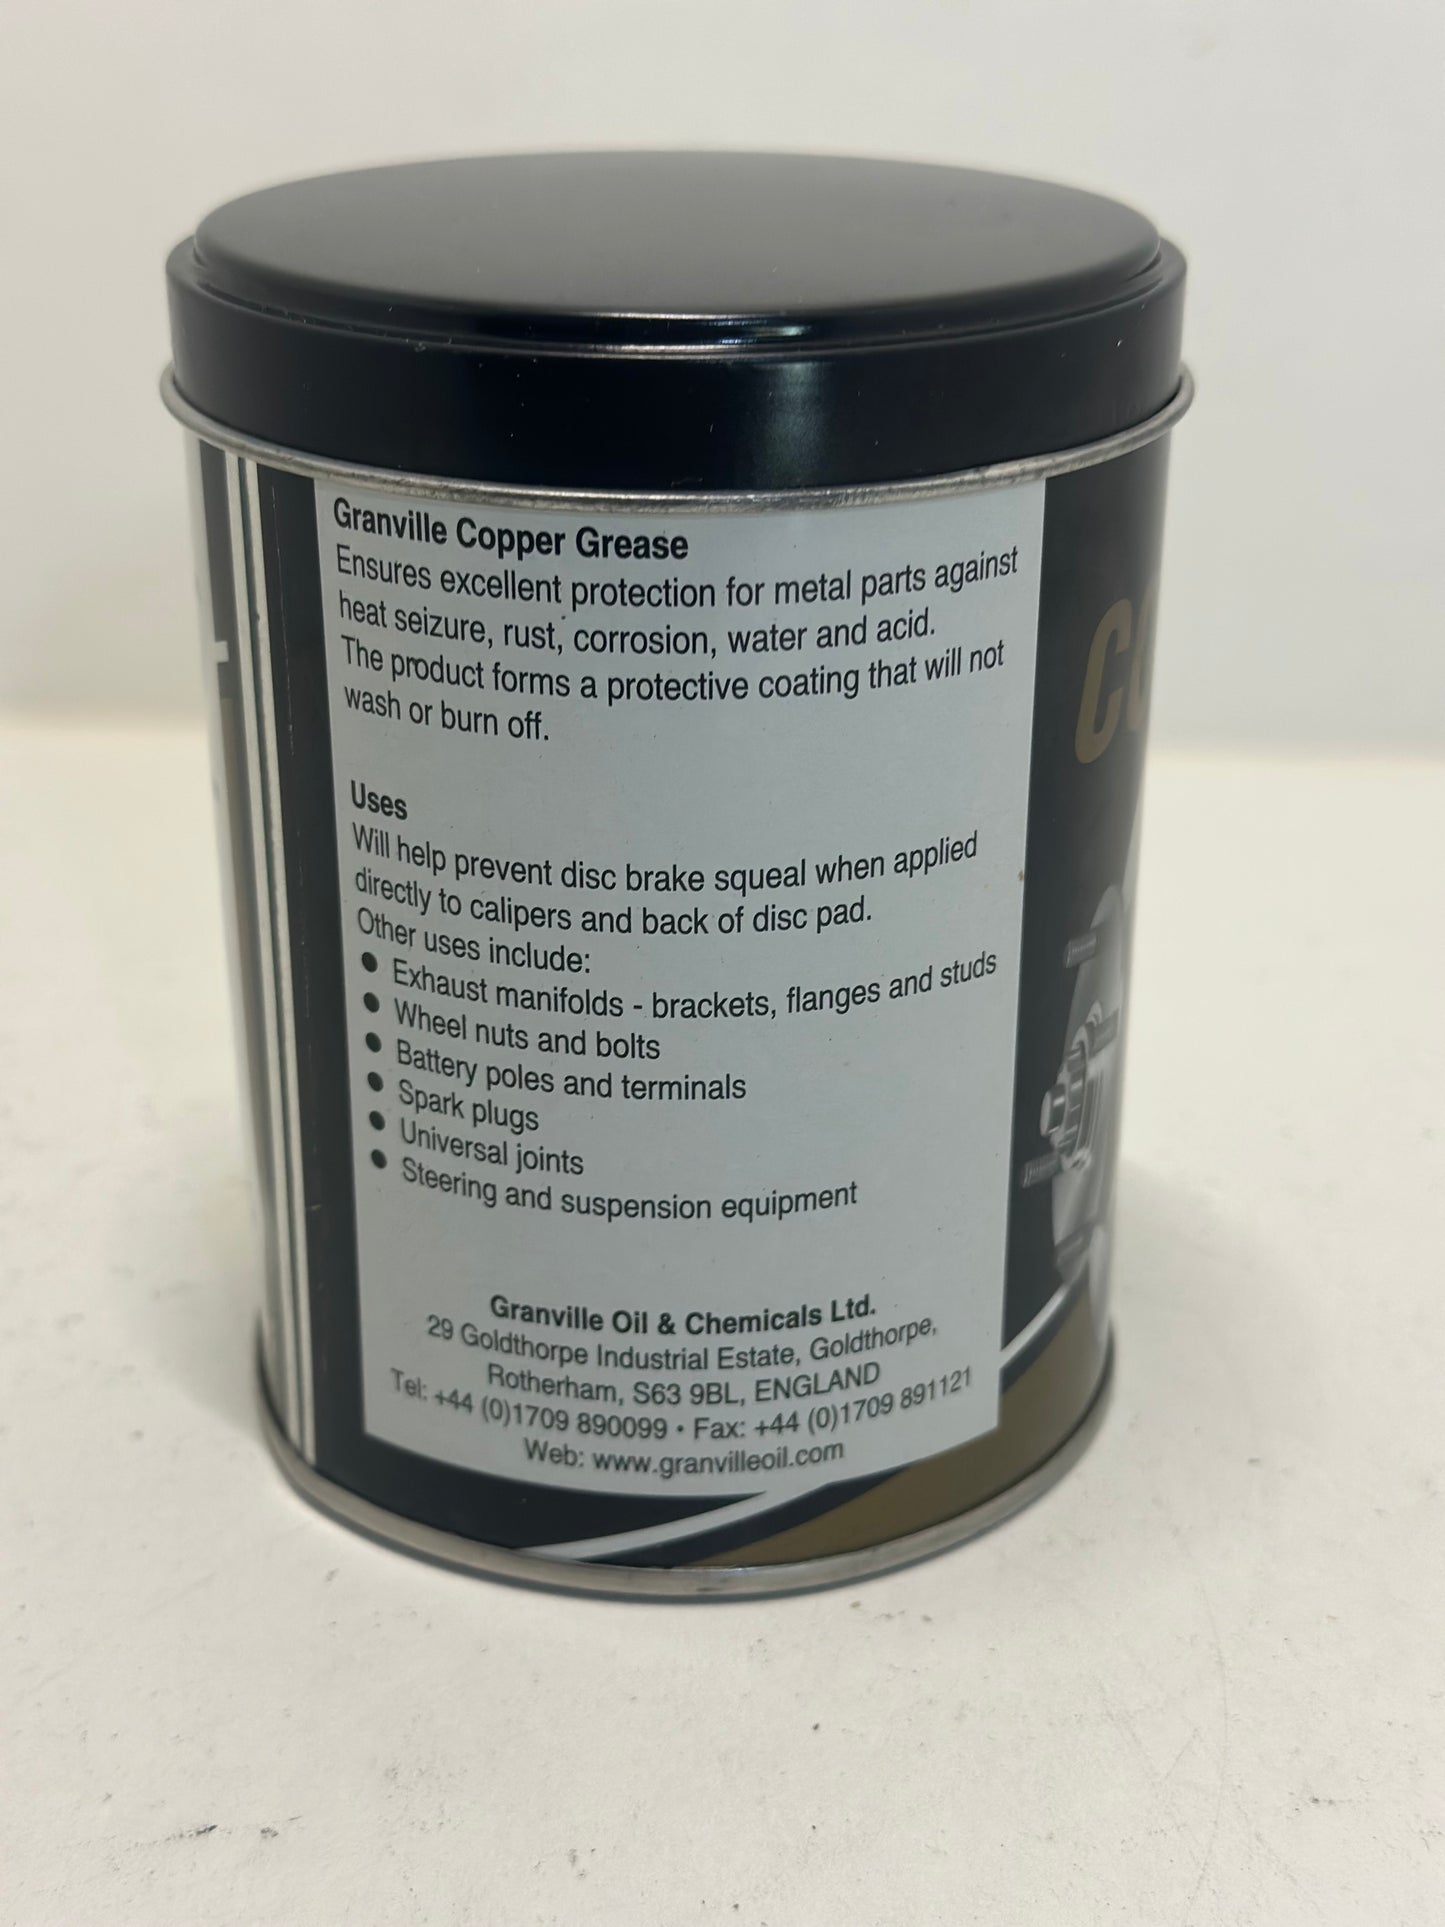 Granville Copper Grease
Ensures excellent protection for metal parts against
heat seizure, rust, corrosion, water and acid.
The product forms a protective coating that will not
wash or burn off.
Uses
Will help prevent disc brake squeal when applied
directly to calipers and back of disc pad.
Other uses include:
● Exhaust manifolds - brackets, flanges and studs
● Wheel nuts and bolts
● Battery poles and terminals
● Spark plugs
● Universal joints
● Steering and suspension equipment
Granville Oil & Chemicals Ltd.
29 Goldthorpe Industrial Estate, Goldthorpe,
Rotherham, S63 9BL, ENGLAND
Tel: +44 (0)1709 890099 • Fax: +44 (0)1709 891121
Web: www.granvilleoil.com